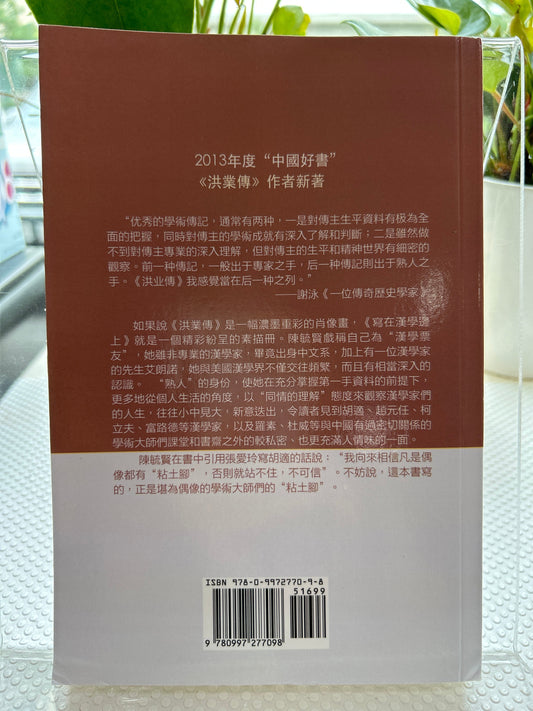 2013年度“中國好書”
《洪業傳》作者新著
“优秀的學術傳記，通常有两种，一是對傳主生平資料有极為全
面的把握，同時對傳主的學術成就有深入了解和判斷；二是雖然做
不到對傳主專業的深入理解，但對傳主的生平和精神世界有細密的
觀察。前一种傳記，一般出于專家之手，后一种傳記則出于熟人之
手。《洪业傳》我感覺當在后一种之列。”
——謝泳《一位傳奇歷史學家》
如果說《洪業傳》是一幅濃墨重彩的肖像畫，《寫在漢學邊
上》就是一個精彩紛呈的素描冊。陳毓賢戲稱自己為“漢學票
友”，她雖非專業的漢學家，畢竟出身中文系，加上有一位漢學家
的先生艾朗諾，她與美國漢學界不僅交往頻繁，而且有相當深入的
認識。“熟人”的身份，使她在充分掌握第一手資料的前提下，
更多地從個人生活的角度，以“同情的理解”態度來觀察漢學家們
的人生，往往小中見大，新意迭出，令讀者見到胡適、趙元任、柯
立夫、富路德等漢學家，以及羅素、杜威等與中國有過密切關係的
學術大師們課堂和書齋之外的較私密、也更充滿人情味的一面。
陳毓賢在書中引用張愛玲寫胡適的話說：“我向來相信凡是偶
像都有“粘土腳”，否則就站不住，不可信”。不妨說，這本書寫
的，正是堪為偶像的學術大師們的“粘土腳”。
ISBN 978-0-9972770-9-8
51699
9 780997 277098